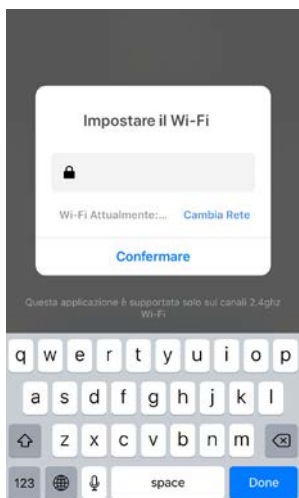 Impostare il Wi-Fi
Wi-Fi Attualmente:... Cambia Rete
Confermare
Questa applicazione è supportata solo sui canali 2.4ghz
Wi-Fi
q w e r t y u i o p
a s d f g h j k l
z x c v b n m
123 space Done